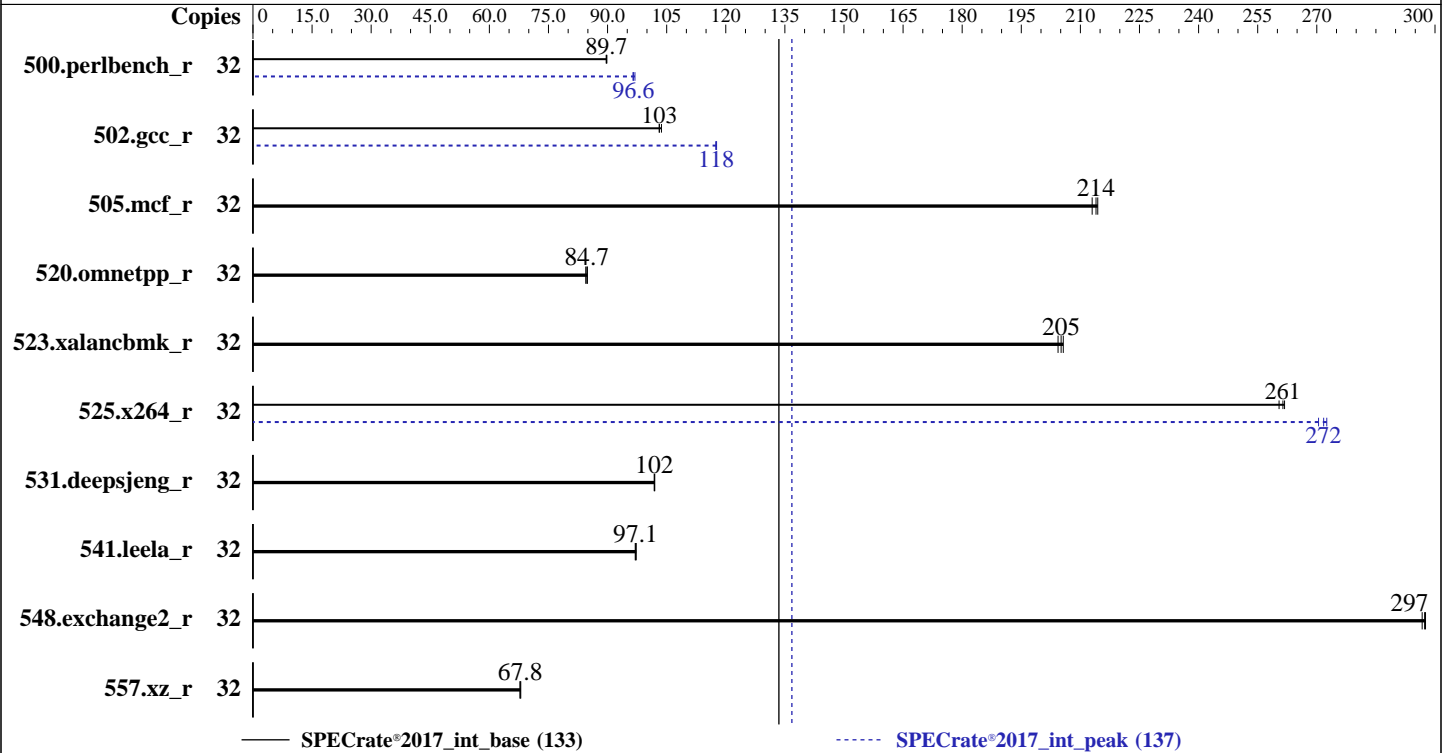 Copies 0 15.0 30.0 45.0 60.0 75.0 90.0 105 120 135 150 165 180 195 210 225 240 255 270 300
500.perlbench_r 32 89.7
96.6
502.gcc_r 32 103
118
505.mcf_r 32 214
520.omnetpp_r 32 84.7
523.xalancbmk_r 32 205
525.x264_r 32 261
272
531.deepsjeng_r 32 102
541.leela_r 32 97.1
548.exchange2_r 32 297
557.xz_r 32 67.8
SPECrate®2017_int_base (133) SPECrate®2017_int_peak (137)